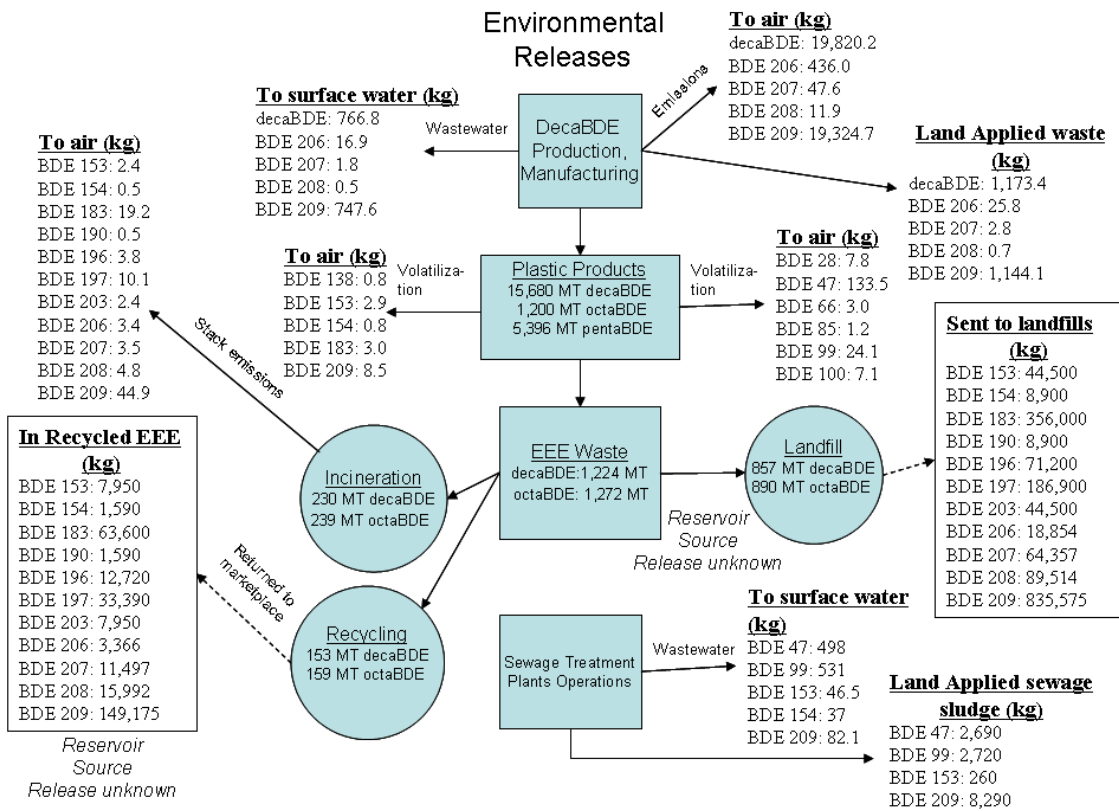 Environmental
Releases
To air (kg)
decaBDE: 19,820.2
BDE 206: 436.0
BDE 207: 47.6
BDE 208: 11.9
BDE 209: 19,324.7
Emissions
To surface water (kg)
decaBDE: 766.8
BDE 206: 16.9
BDE 207: 1.8
BDE 208: 0.5
BDE 209: 747.6
Wastewater
DecaBDE
Production,
Manufacturing
Land Applied waste
(kg)
decaBDE: 1,173.4
BDE 206: 25.8
BDE 207: 2.8
BDE 208: 0.7
BDE 209: 1,144.1
To air (kg)
BDE 153: 2.4
BDE 154: 0.5
BDE 183: 19.2
BDE 190: 0.5
BDE 196: 3.8
BDE 197: 10.1
BDE 203: 2.4
BDE 206: 3.4
BDE 207: 3.5
BDE 208: 4.8
BDE 209: 44.9
Stack emissions
To air (kg)
BDE 138: 0.8
BDE 153: 2.9
BDE 154: 0.8
BDE 183: 3.0
BDE 209: 8.5
Volatiliza-
tion
Plastic Products
15,680 MT decaBDE
1,200 MT octaBDE
5,396 MT pentaBDE
Volatiliza-
tion
To air (kg)
BDE 28: 7.8
BDE 47: 133.5
BDE 66: 3.0
BDE 85: 1.2
BDE 99: 24.1
BDE 100: 7.1
Sent to landfills
(kg)
BDE 153: 44,500
BDE 154: 8,900
BDE 183: 356,000
BDE 190: 8,900
BDE 196: 71,200
BDE 197: 186,900
BDE 203: 44,500
BDE 206: 18,854
BDE 207: 64,357
BDE 208: 89,514
BDE 209: 835,575
In Recycled EEE
(kg)
BDE 153: 7,950
BDE 154: 1,590
BDE 183: 63,600
BDE 190: 1,590
BDE 196: 12,720
BDE 197: 33,390
BDE 203: 7,950
BDE 206: 3,366
BDE 207: 11,497
BDE 208: 15,992
BDE 209: 149,175
Reservoir
Source
Release unknown
Incineration
230 MT decaBDE
239 MT octaBDE
EEE Waste
decaBDE:1,224 MT
octaBDE: 1,272 MT
Landfill
857 MT decaBDE
890 MT octaBDE
Reservoir
Source
Release unknown
Returned to
marketplace
Recycling
153 MT decaBDE
159 MT octaBDE
Sewage Treatment
Plants Operations
Wastewater
To surface water
(kg)
BDE 47: 498
BDE 99: 531
BDE 153: 46.5
BDE 154: 37
BDE 209: 82.1
Land Applied sewage
sludge (kg)
BDE 47: 2,690
BDE 99: 2,720
BDE 153: 260
BDE 209: 8,290